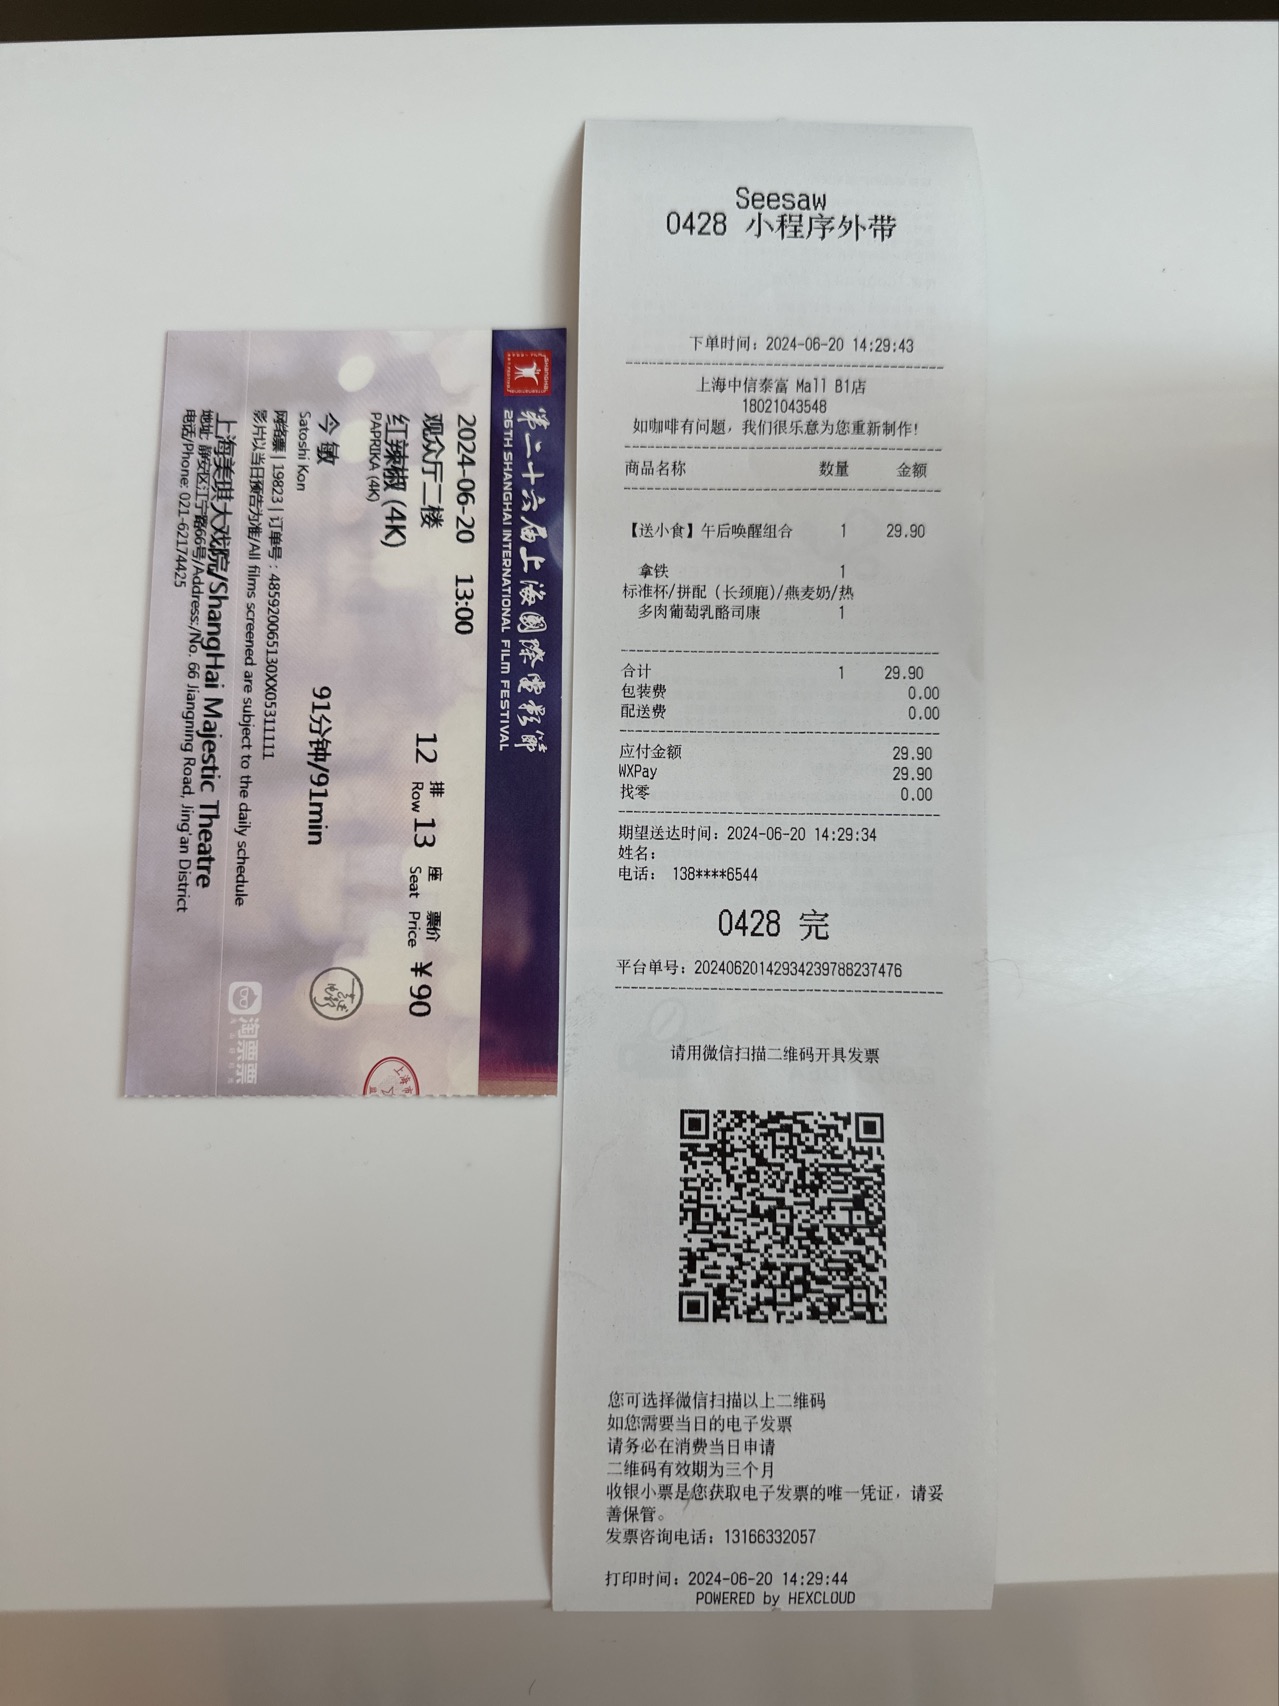 第二十六届上海国际电影节
26TH SHANGHAI INTERNATIONAL FILM FESTIVAL
2024-06-20 13:00
观众厅二楼
12 排 Row 13 座 Seat 票价 Price ￥90
红辣椒 (4K)
PAPRIKA (4K)
今 敏
Satoshi Kon
91分钟/91min
网络票 | 19823 | 订单号：485920065130XX05311111
影片以当日预告为准/All films screened are subject to the daily schedule
上海美琪大戏院/ShangHai Majestic Theatre
地址 静安区江宁路66号/Address:/No. 66 Jiangning Road, Jing'an District
电话/Phone: 021-62174425
淘票票
Seesaw
0428 小程序外带
下单时间: 2024-06-20 14:29:43
上海中信泰富 Mall B1店
18021043548
如咖啡有问题，我们很乐意为您重新制作!
商品名称 数量 金额
【送小食】午后唤醒组合 1 29.90
拿铁 1
标准杯/拼配（长颈鹿)/燕麦奶/热
多肉葡萄乳酪司康 1
合计 1 29.90
包装费 0.00
配送费 0.00
应付金额 29.90
WXPay 29.90
找零 0.00
期望送达时间: 2024-06-20 14:29:34
姓名:
电话: 138****6544
0428 完
平台单号: 20240620142934239788237476
请用微信扫描二维码开具发票
您可选择微信扫描以上二维码
如您需要当日的电子发票
请务必在消费当日申请
二维码有效期为三个月
收银小票是您获取电子发票的唯一凭证，请妥
善保管。
发票咨询电话: 13166332057
打印时间: 2024-06-20 14:29:44
POWERED by HEXCLOUD